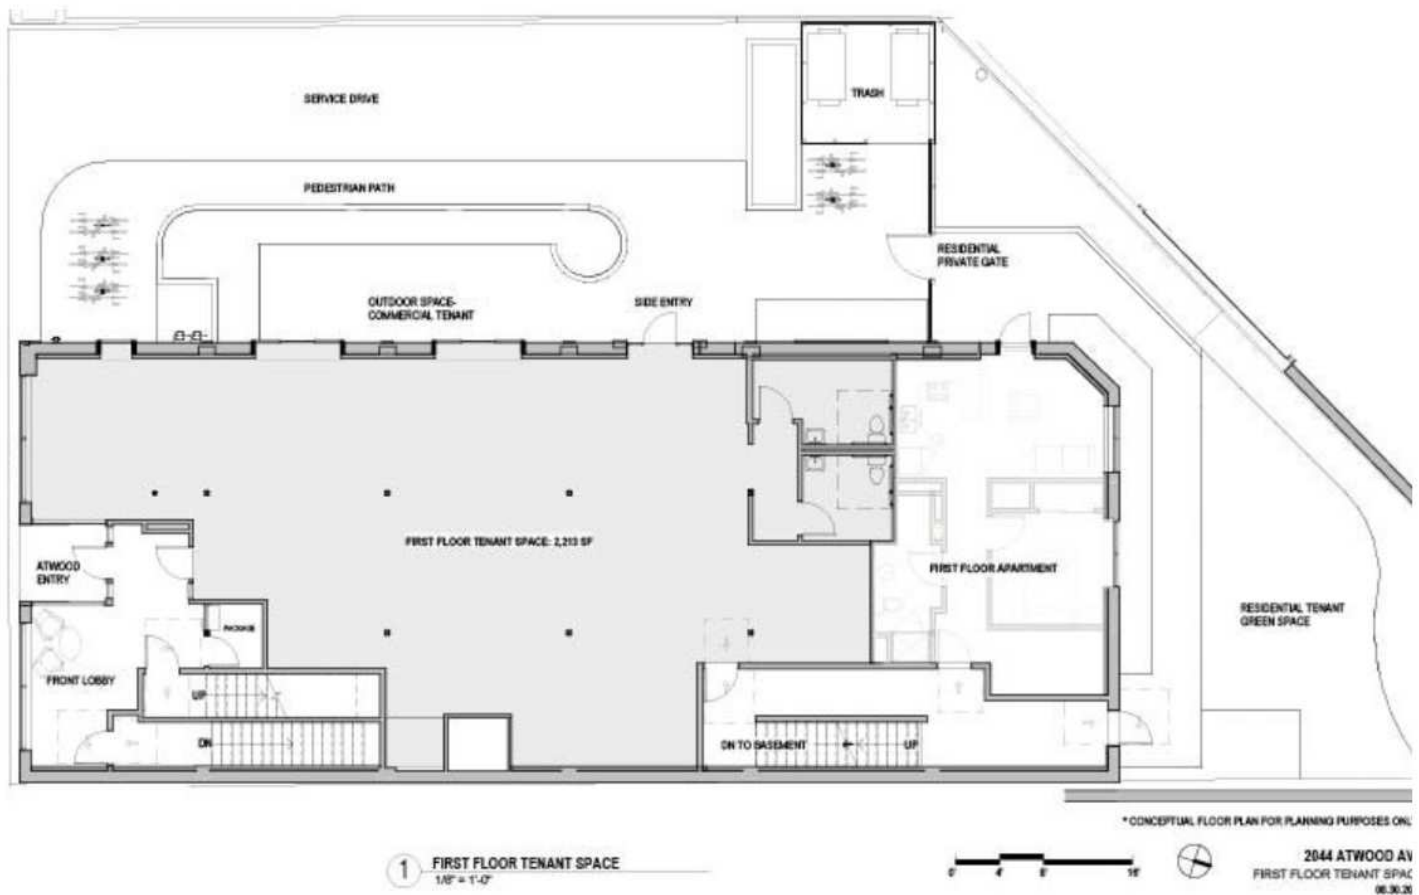 SERVICE DRIVE
TRASH
PEDESTRIAN PATH
RESIDENTIAL
PRIVATE GATE
OUTDOOR SPACE-
COMMERCIAL TENANT
SIDE ENTRY
FIRST FLOOR TENANT SPACE: 2,213 SF
ATWOOD
ENTRY
FIRST FLOOR APARTMENT
RESIDENTIAL TENANT
GREEN SPACE
PACKAGE
FRONT LOBBY
UP
DN
DN TO BASEMENT
UP
* CONCEPTUAL FLOOR PLAN FOR PLANNING PURPOSES ONL
1
FIRST FLOOR TENANT SPACE
1/8" = 1'-0"
0' 4' 8' 16'
2044 ATWOOD AV
FIRST FLOOR TENANT SPAC